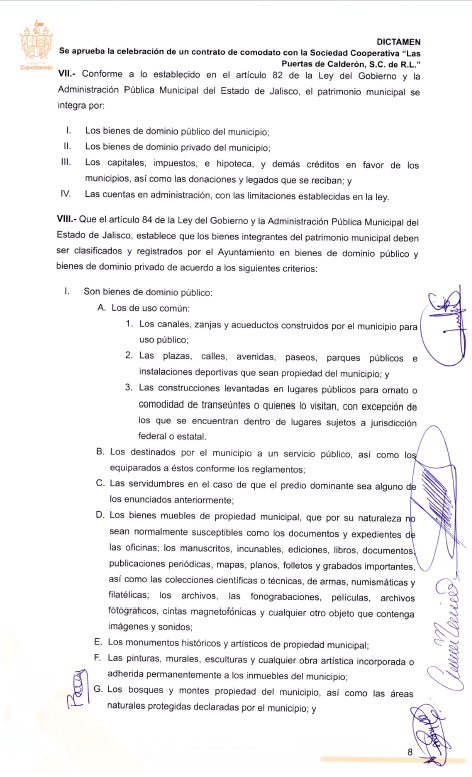 Zapotlanejo
DICTAMEN
Se aprueba la celebración de un contrato de comodato con la Sociedad Cooperativa “Las
Puertas de Calderón, S.C. de R.L.”
VII.- Conforme a lo establecido en el artículo 82 de la Ley del Gobierno y la
Administración Pública Municipal del Estado de Jalisco, el patrimonio municipal se
integra por:
I. Los bienes de dominio público del municipio;
II. Los bienes de dominio privado del municipio;
III. Los capitales, impuestos, e hipoteca, y demás créditos en favor de los
municipios, así como las donaciones y legados que se reciban; y
IV. Las cuentas en administración, con las limitaciones establecidas en la ley.
VIII.- Que el artículo 84 de la Ley del Gobierno y la Administración Pública Municipal del
Estado de Jalisco, establece que los bienes integrantes del patrimonio municipal deben
ser clasificados y registrados por el Ayuntamiento en bienes de dominio público y
bienes de dominio privado de acuerdo a los siguientes criterios:
I. Son bienes de dominio público:
A. Los de uso común:
1. Los canales, zanjas y acueductos construidos por el municipio para
uso público;
2. Las plazas, calles, avenidas, paseos, parques públicos e
instalaciones deportivas que sean propiedad del municipio; y
3. Las construcciones levantadas en lugares públicos para ornato o
comodidad de transeúntes o quienes lo visitan, con excepción de
los que se encuentran dentro de lugares sujetos a jurisdicción
federal o estatal.
B. Los destinados por el municipio a un servicio público, así como los
equiparados a éstos conforme los reglamentos;
C. Las servidumbres en el caso de que el predio dominante sea alguno de
los enunciados anteriormente;
D. Los bienes muebles de propiedad municipal, que por su naturaleza no
sean normalmente susceptibles como los documentos y expedientes de
las oficinas; los manuscritos, incunables, ediciones, libros, documentos,
publicaciones periódicas, mapas, planos, folletos y grabados importantes,
así como las colecciones científicas o técnicas, de armas, numismáticas y
filatélicas; los archivos, las fonograbaciones, películas, archivos
fotográficos, cintas magnetofónicas y cualquier otro objeto que contenga
imágenes y sonidos;
E. Los monumentos históricos y artísticos de propiedad municipal;
F. Las pinturas, murales, esculturas y cualquier obra artística incorporada o
adherida permanentemente a los inmuebles del municipio;
G. Los bosques y montes propiedad del municipio, así como las áreas
naturales protegidas declaradas por el municipio; y
8